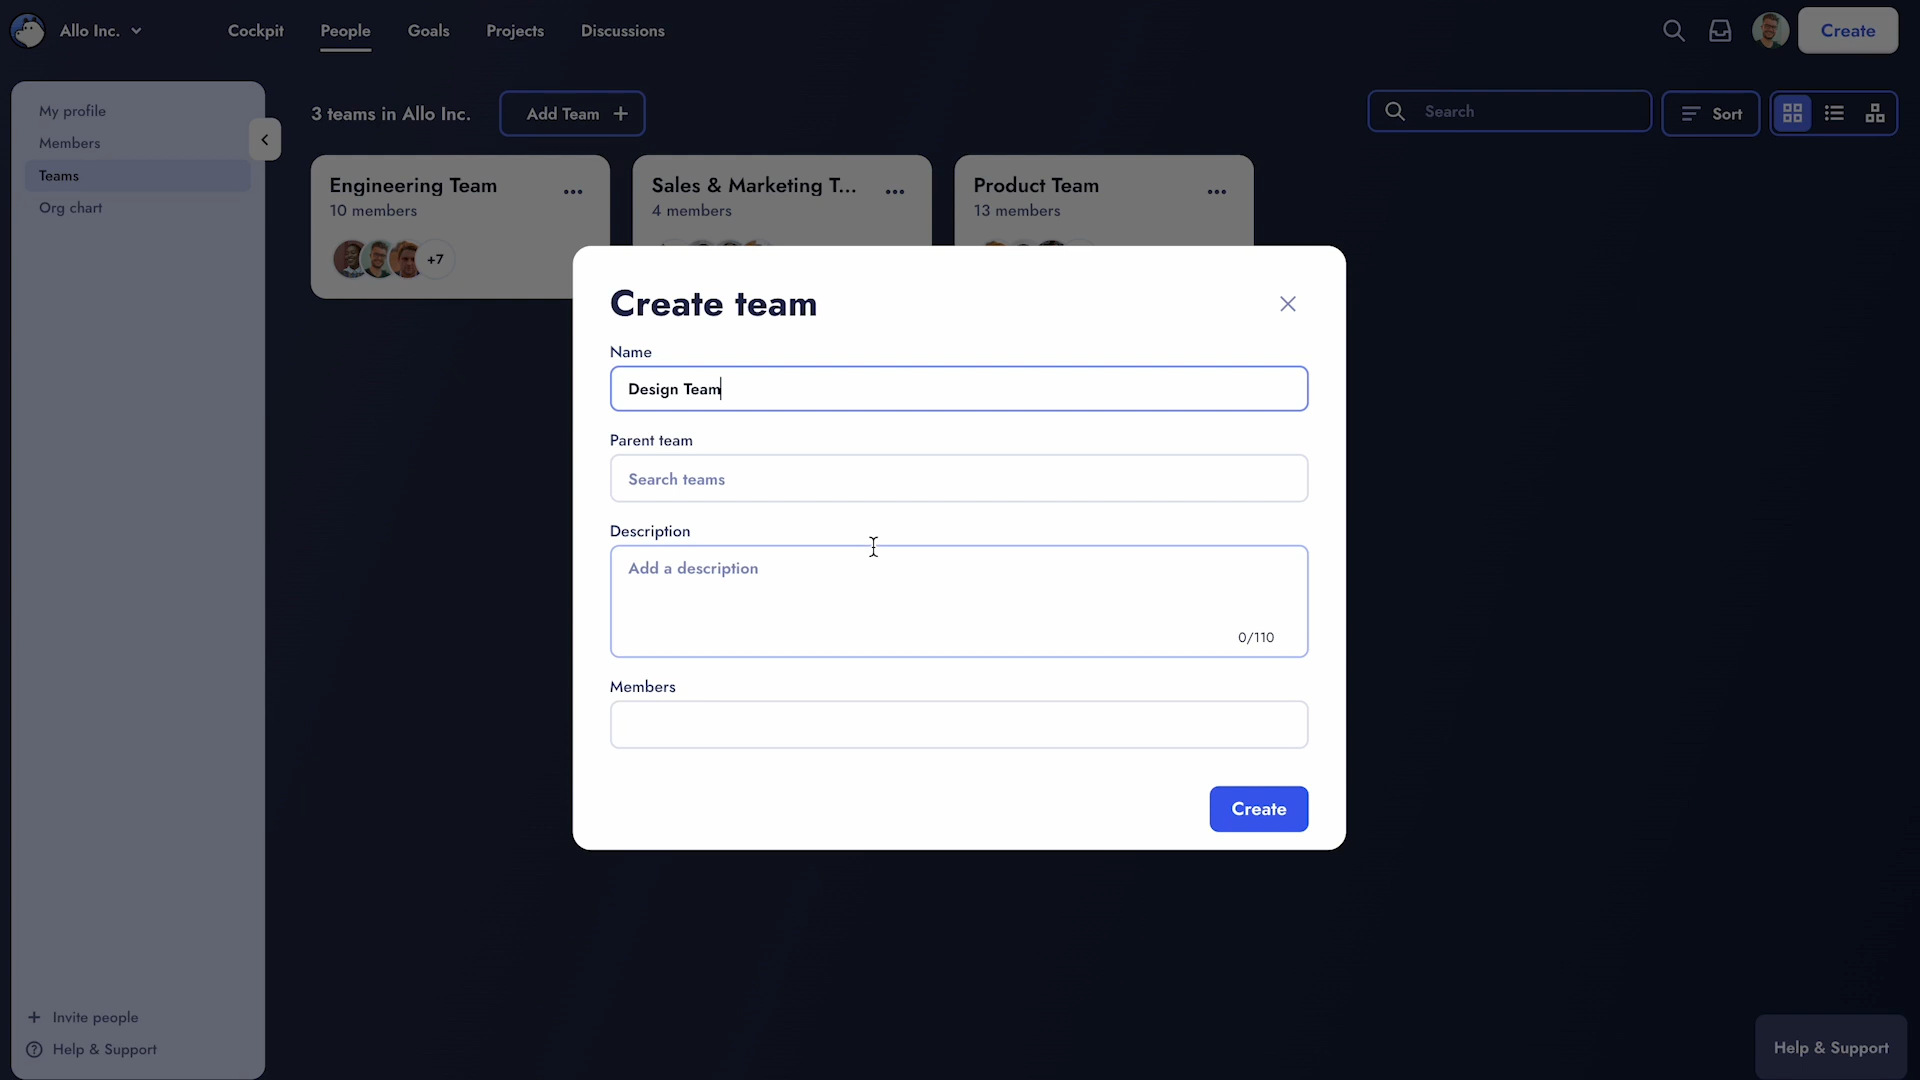 Allo Inc.
Cockpit
People
Goals
Projects
Discussions
Create
My profile
Members
Teams
Org chart
3 teams in Allo Inc.
Add Team +
Search
Sort
Engineering Team
10 members
+7
Sales & Marketing T...
4 members
Product Team
13 members
Create team
Name
Design Team
Parent team
Search teams
Description
Add a description
0/110
Members
Create
+ Invite people
Help & Support
Help & Support